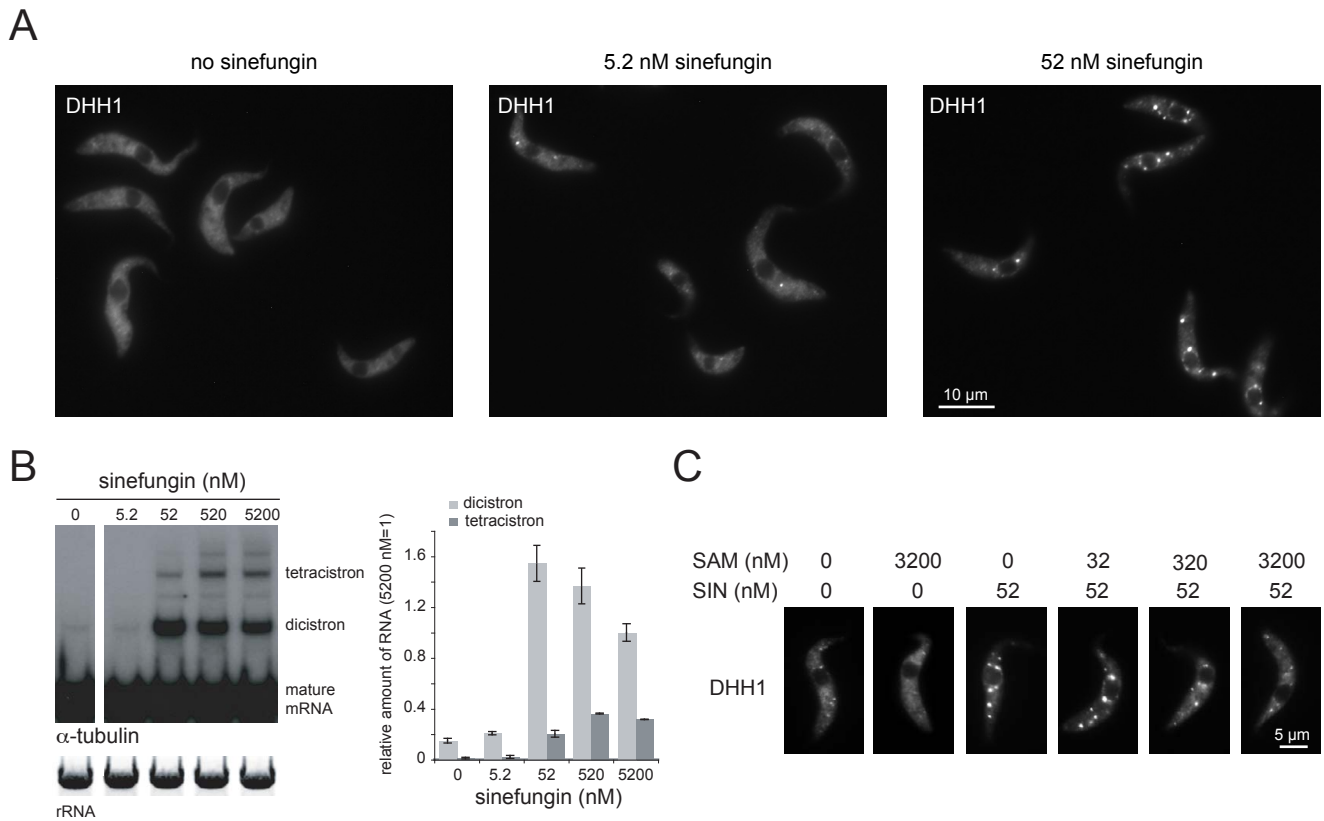 A
no sinefungin
5.2 nM sinefungin
52 nM sinefungin
DHH1
DHH1
DHH1
10 µm
B
sinefungin (nM)
0 5.2 52 520 5200
tetracistron
dicistron
mature
mRNA
α-tubulin
rRNA
dicistron
tetracistron
relative amount of RNA (5200 nM=1)
1.6
1.2
0.8
0.4
0
0 5.2 52 520 5200
sinefungin (nM)
C
SAM (nM) 0 3200 0 32 320 3200
SIN (nM) 0 0 52 52 52 52
DHH1
5 µm